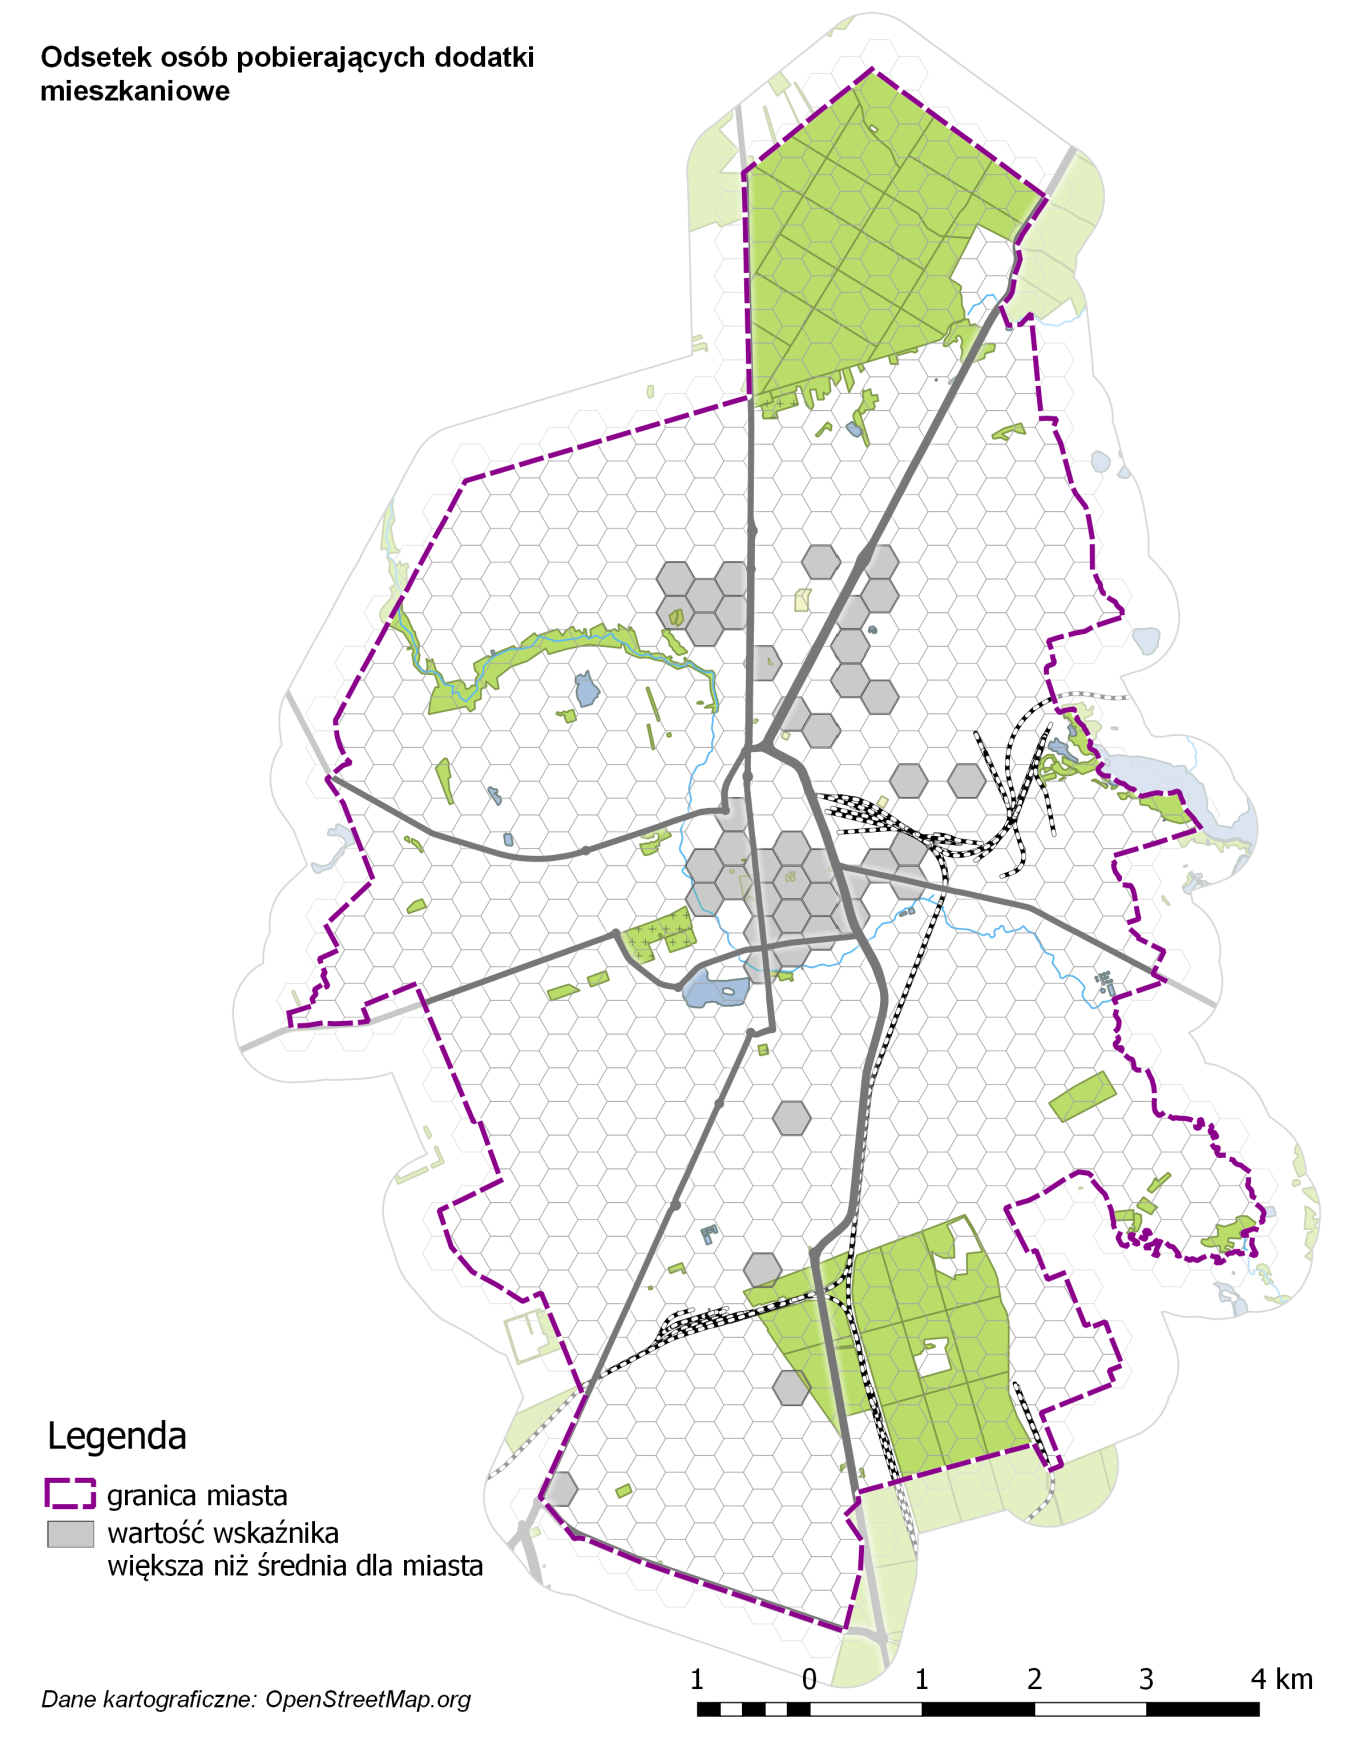 Odsetek osób pobierających dodatki
mieszkaniowe
Legenda
granica miasta
wartość wskaźnika
większa niż średnia dla miasta
Dane kartograficzne: OpenStreetMap.org
1 0 1 2 3 4 km